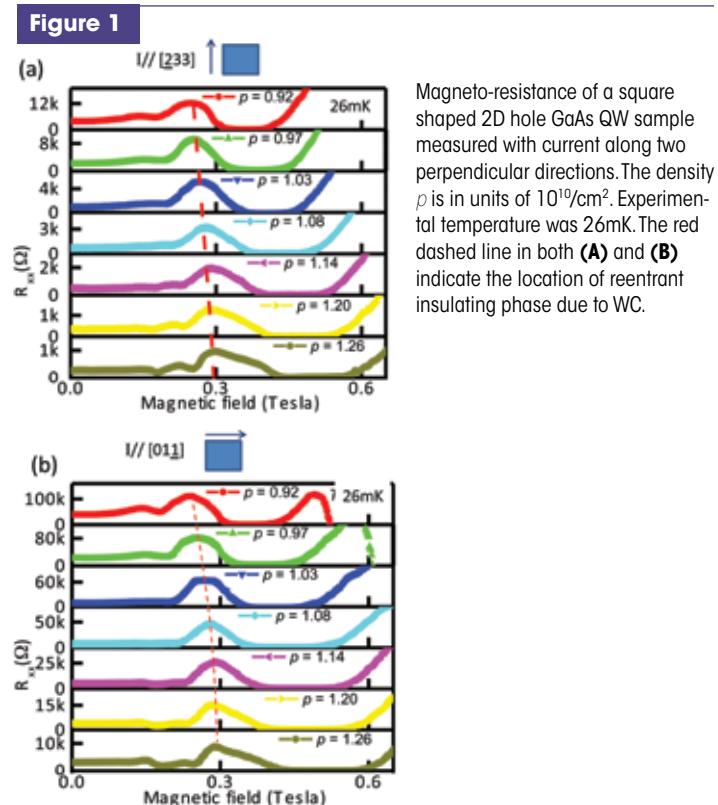 Figure 1
(a)
I// [233]
12k
0
p = 0.92
26mK
8k
0
p = 0.97
4k
0
p = 1.03
3k
0
p = 1.08
2k
0
p = 1.14
1k
0
p = 1.20
1k
0
p = 1.26
Rxx(Ω)
0.0 0.3 0.6
Magnetic field (Tesla)
Magneto-resistance of a square
shaped 2D hole GaAs QW sample
measured with current along two
perpendicular directions. The density
p is in units of 10¹⁰/cm². Experimen-
tal temperature was 26mK. The red
dashed line in both (A) and (B)
indicate the location of reentrant
insulating phase due to WC.
(b)
I// [011]
100k
0
p = 0.92
26mK
80k
0
p = 0.97
60k
0
p = 1.03
50k
0
p = 1.08
25k
0
p = 1.14
15k
0
p = 1.20
10k
0
p = 1.26
Rxx(Ω)
0.0 0.3 0.6
Magnetic field (Tesla)